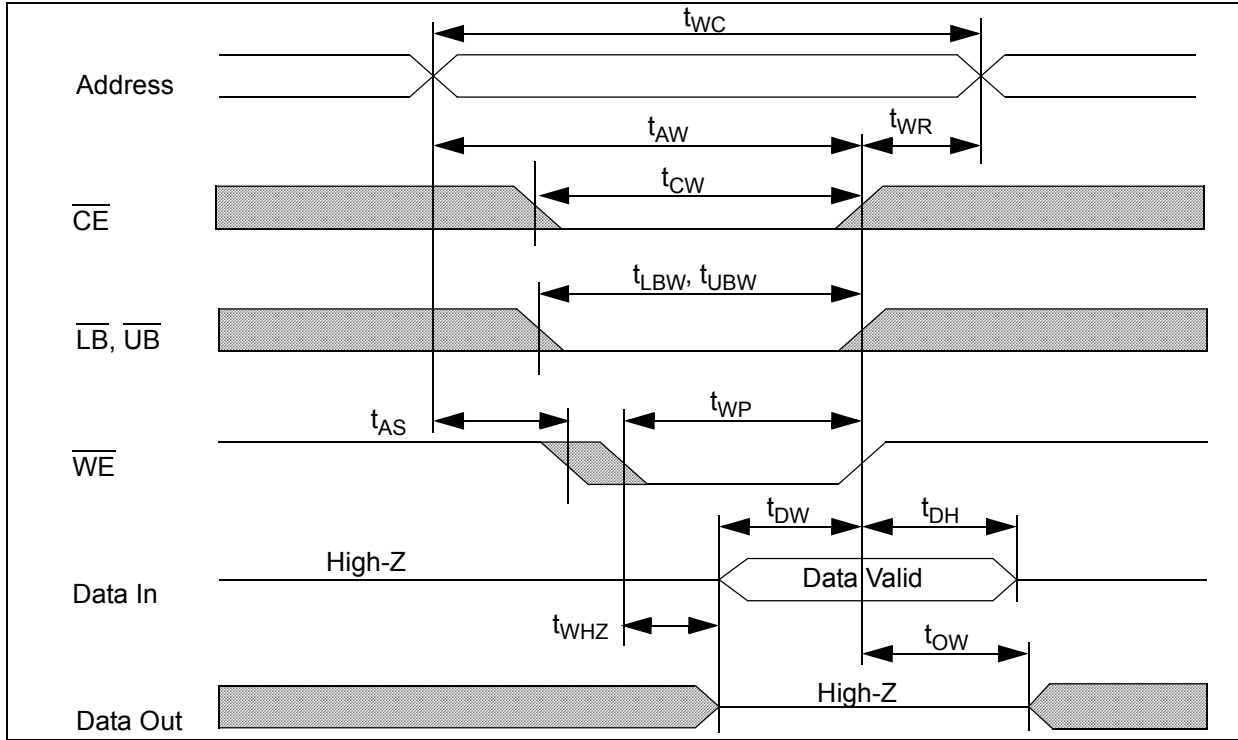 tWC
Address
tWR
tAW
tCW
CE
tLBW, tUBW
LB, UB
tWP
tAS
WE
tDW
tDH
High-Z
Data Valid
Data In
tWHZ
tOW
High-Z
Data Out